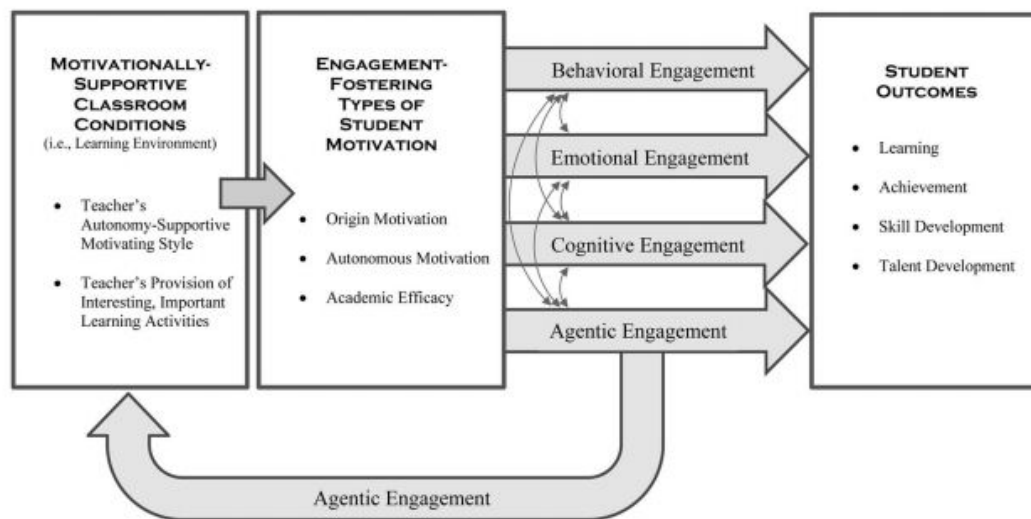 MOTIVATIONALLY-
SUPPORTIVE
CLASSROOM
CONDITIONS
(i.e., Learning Environment)
• Teacher's
Autonomy-Supportive
Motivating Style
• Teacher's Provision of
Interesting, Important
Learning Activities
ENGAGEMENT-
FOSTERING
TYPES OF
STUDENT
MOTIVATION
• Origin Motivation
• Autonomous Motivation
• Academic Efficacy
Behavioral Engagement
Emotional Engagement
Cognitive Engagement
Agentic Engagement
STUDENT
OUTCOMES
• Learning
• Achievement
• Skill Development
• Talent Development
Agentic Engagement